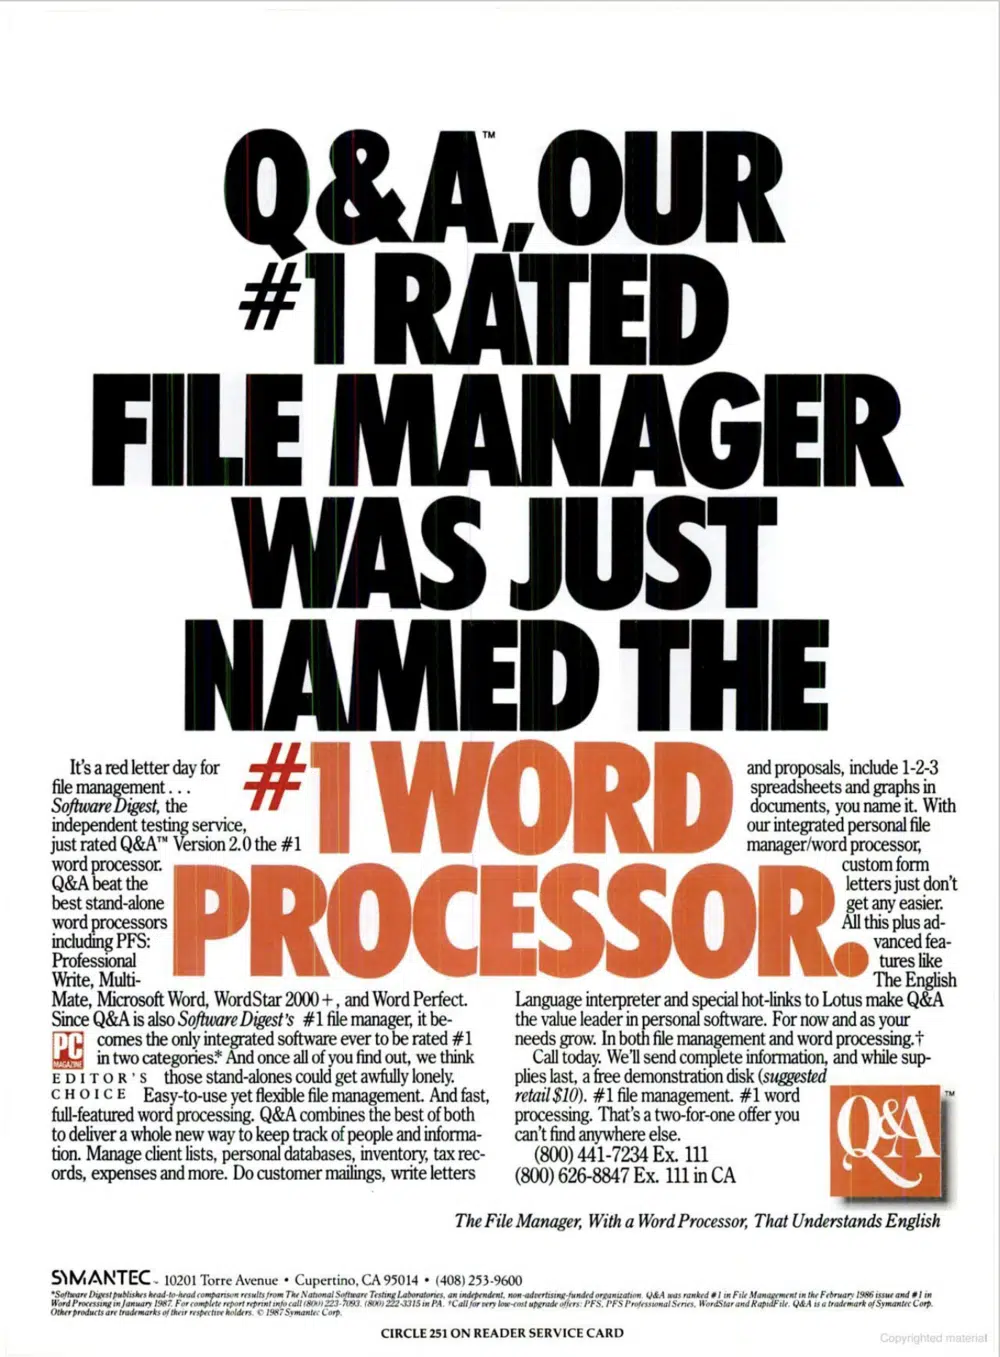 Q&A,™ OUR
#1 RATED
FILE MANAGER
WAS JUST
NAMED THE
#1 WORD
PROCESSOR.
It's a red letter day for
file management . . .
Software Digest, the
independent testing service,
just rated Q&A™ Version 2.0 the #1
word processor.
Q&A beat the
best stand-alone
word processors
including PFS:
Professional
Write, Multi-
Mate, Microsoft Word, WordStar 2000+, and Word Perfect.
Since Q&A is also Software Digest's #1 file manager, it be-
comes the only integrated software ever to be rated #1
in two categories.* And once all of you find out, we think
those stand-alones could get awfully lonely.
PC
MAGAZINE
EDITOR'S
CHOICE
Easy-to-use yet flexible file management. And fast,
full-featured word processing. Q&A combines the best of both
to deliver a whole new way to keep track of people and informa-
tion. Manage client lists, personal databases, inventory, tax rec-
ords, expenses and more. Do customer mailings, write letters
and proposals, include 1-2-3
spreadsheets and graphs in
documents, you name it. With
our integrated personal file
manager/word processor,
custom form
letters just don't
get any easier.
All this plus ad-
vanced fea-
tures like
The English
Language interpreter and special hot-links to Lotus make Q&A
the value leader in personal software. For now and as your
needs grow. In both file management and word processing.†
Call today. We'll send complete information, and while sup-
plies last, a free demonstration disk (suggested
retail $10). #1 file management. #1 word
processing. That's a two-for-one offer you
can't find anywhere else.
(800) 441-7234 Ex. 111
(800) 626-8847 Ex. 111 in CA
Q&A™
The File Manager, With a Word Processor, That Understands English
SYMANTEC™ 10201 Torre Avenue • Cupertino, CA 95014 • (408) 253-9600
*Software Digest publishes head-to-head comparison results from The National Software Testing Laboratories, an independent, non-advertising-funded organization. Q&A was ranked #1 in File Management in the February 1986 issue and #1 in
Word Processing in January 1987. For complete report reprint info call (800) 223-7093. (800) 222-3315 in PA. *Call for very low-cost upgrade offers: PFS, PFS Professional Series, WordStar and RapidFile. Q&A is a trademark of Symantec Corp.
Other products are trademarks of their respective holders. © 1987 Symantec Corp.
CIRCLE 251 ON READER SERVICE CARD
Copyrighted material